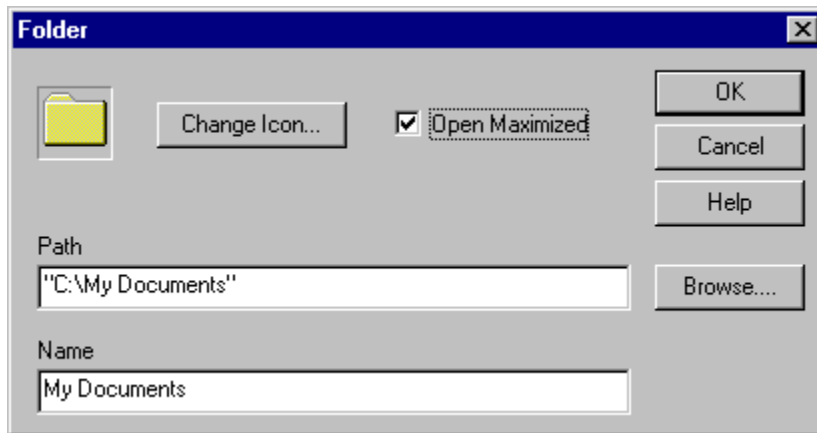 Folder
Change Icon...
Open Maximized
OK
Cancel
Help
Path
"C:\My Documents"
Browse....
Name
My Documents